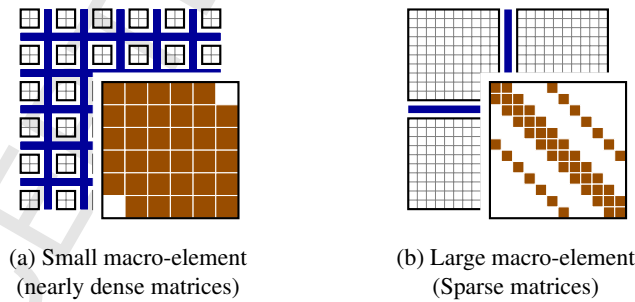 (a) Small macro-element
(nearly dense matrices)
(b) Large macro-element
(Sparse matrices)